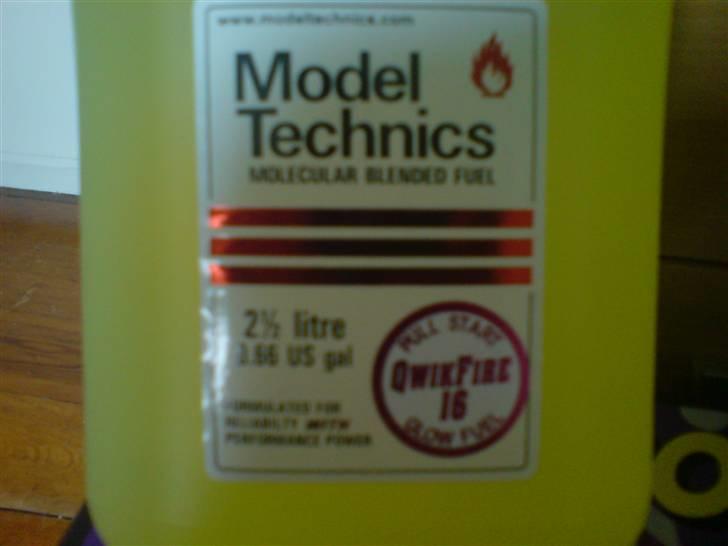 www.modeltechnics.com
Model
Technics
MOLECULAR BLENDED FUEL
2½ litre
0.66 US gal
PULL START
QWIKFIRE
16
GLOW FUEL
FORMULATED FOR
RELIABILTY WITH
PERFORMANCE POWER